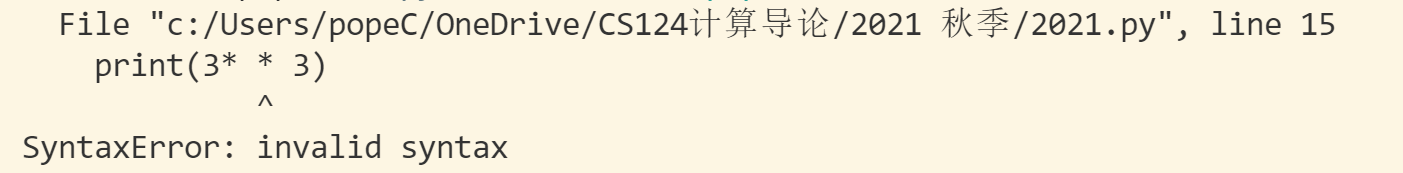 File "c:/Users/popeC/OneDrive/CS124计算导论/2021 秋季/2021.py", line 15
print(3* * 3)
^
SyntaxError: invalid syntax